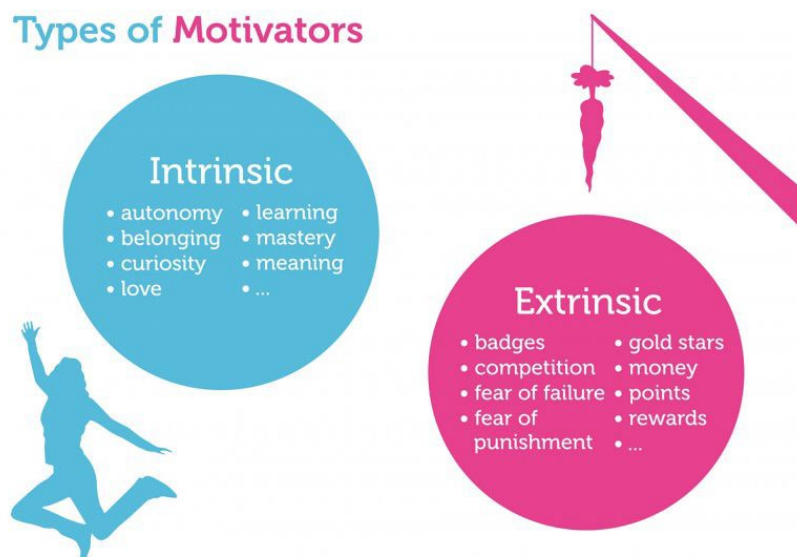 Types of Motivators
Intrinsic
• autonomy
• belonging
• curiosity
• love
• learning
• mastery
• meaning
• ...
Extrinsic
• badges
• competition
• fear of failure
• fear of
punishment
• gold stars
• money
• points
• rewards
• ...